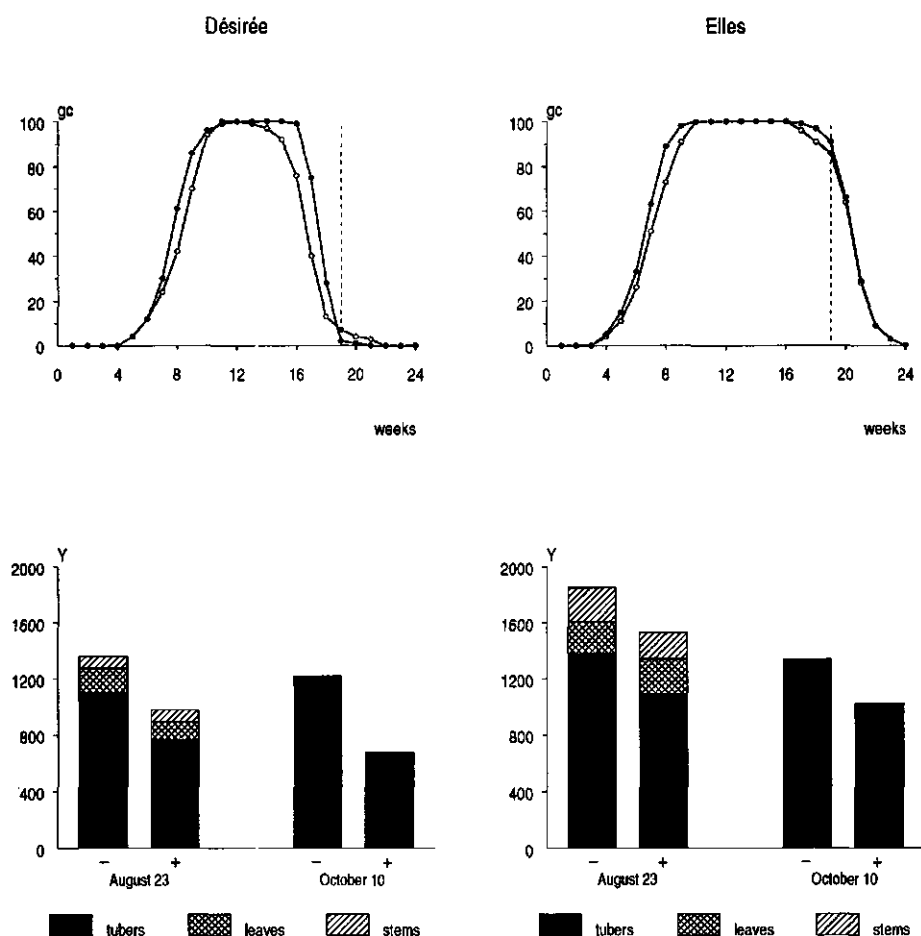 Désirée
Elles
gc
100
80
60
40
20
0
0 4 8 12 16 20 24
weeks
gc
100
80
60
40
20
0
0 4 8 12 16 20 24
weeks
Y
2000
1600
1200
800
400
0
− + − +
August 23 October 10
tubers leaves stems
Y
2000
1600
1200
800
400
0
− + − +
August 23 October 10
tubers leaves stems